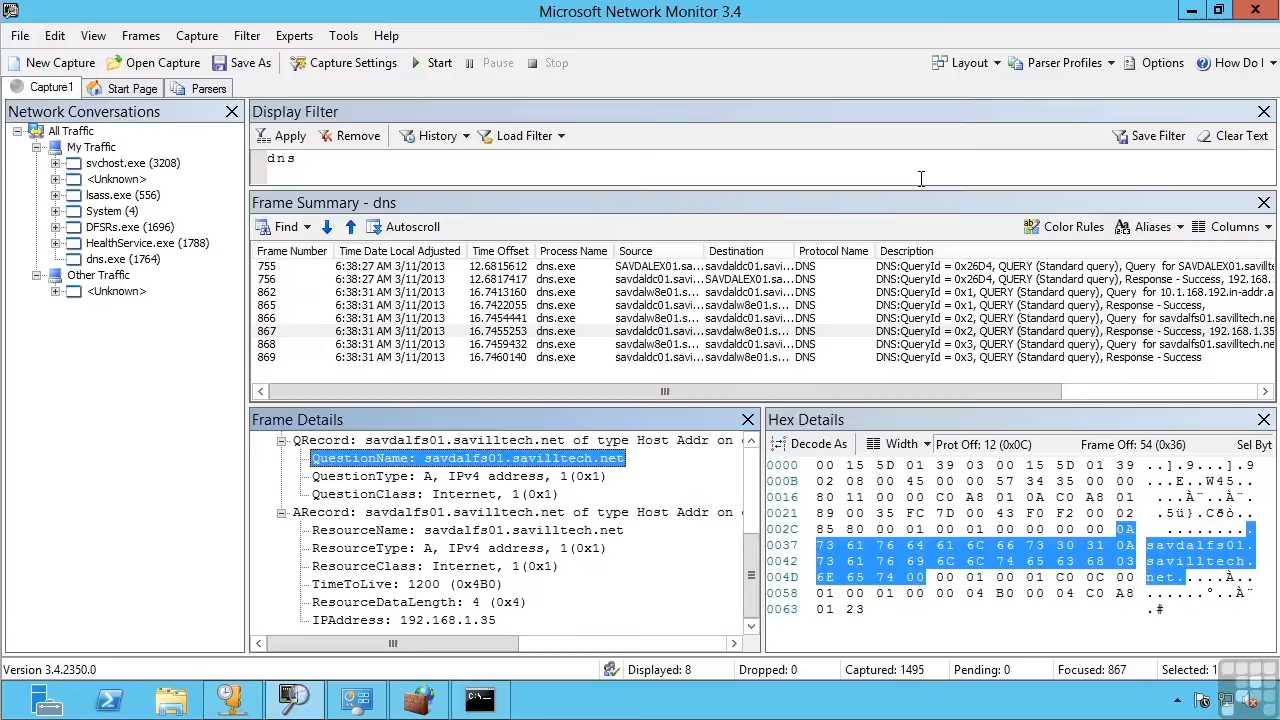 Microsoft Network Monitor 3.4
File Edit View Frames Capture Filter Experts Tools Help
New Capture Open Capture Save As Capture Settings Start Pause Stop Layout Parser Profiles Options How Do I
Capture1 Start Page Parsers
Network Conversations
All Traffic
My Traffic
svchost.exe (3208)
<Unknown>
lsass.exe (556)
System (4)
DFSRs.exe (1696)
HealthService.exe (1788)
dns.exe (1764)
Other Traffic
<Unknown>
Display Filter
Apply Remove History Load Filter Save Filter Clear Text
dns
Frame Summary - dns
Find Autoscroll Color Rules Aliases Columns
Frame Number Time Date Local Adjusted Time Offset Process Name Source Destination Protocol Name Description
755 6:38:27 AM 3/11/2013 12.6815612 dns.exe SAVDALEX01.sa... savdaldc01.savi... DNS DNS:QueryId = 0x26D4, QUERY (Standard query), Query for SAVDALEX01.savillt
756 6:38:27 AM 3/11/2013 12.6817417 dns.exe savdaldc01.savi... SAVDALEX01.sa... DNS DNS:QueryId = 0x26D4, QUERY (Standard query), Response - Success, 192.168.
862 6:38:31 AM 3/11/2013 16.7413160 dns.exe savdalw8e01.s... savdaldc01.savi... DNS DNS:QueryId = 0x1, QUERY (Standard query), Query for 10.1.168.192.in-addr.a
865 6:38:31 AM 3/11/2013 16.7422055 dns.exe savdaldc01.savi... savdalw8e01.s... DNS DNS:QueryId = 0x1, QUERY (Standard query), Response - Success,
866 6:38:31 AM 3/11/2013 16.7454441 dns.exe savdalw8e01.s... savdaldc01.savi... DNS DNS:QueryId = 0x2, QUERY (Standard query), Query for savdalfs01.savilltech.ne
867 6:38:31 AM 3/11/2013 16.7455253 dns.exe savdaldc01.savi... savdalw8e01.s... DNS DNS:QueryId = 0x2, QUERY (Standard query), Response - Success, 192.168.1.35
868 6:38:31 AM 3/11/2013 16.7459432 dns.exe savdalw8e01.s... savdaldc01.savi... DNS DNS:QueryId = 0x3, QUERY (Standard query), Query for savdalfs01.savilltech.ne
869 6:38:31 AM 3/11/2013 16.7460140 dns.exe savdaldc01.savi... savdalw8e01.s... DNS DNS:QueryId = 0x3, QUERY (Standard query), Response - Success
Frame Details
QRecord: savdalfs01.savilltech.net of type Host Addr on
QuestionName: savdalfs01.savilltech.net
QuestionType: A, IPv4 address, 1(0x1)
QuestionClass: Internet, 1(0x1)
ARecord: savdalfs01.savilltech.net of type Host Addr on
ResourceName: savdalfs01.savilltech.net
ResourceType: A, IPv4 address, 1(0x1)
ResourceClass: Internet, 1(0x1)
TimeToLive: 1200 (0x4B0)
ResourceDataLength: 4 (0x4)
IPAddress: 192.168.1.35
Hex Details
Decode As Width Prot Off: 12 (0x0C) Frame Off: 54 (0x36) Sel Byt
0000 00 15 5D 01 39 03 00 15 5D 01 39 ..].9...].9
000B 02 08 00 45 00 00 57 34 35 00 00 ...E..W45..
0016 80 11 00 00 C0 A8 01 0A C0 A8 01 ....À¨..À¨.
0021 89 00 35 FC 7D 00 43 F0 F2 00 02 .5ü}.Cðò..
002C 85 80 00 01 00 01 00 00 00 00 0A ..........
0037 73 61 76 64 61 6C 66 73 30 31 0A savdalfs01.
0042 73 61 76 69 6C 6C 74 65 63 68 03 savilltech.
004D 6E 65 74 00 00 01 00 01 C0 0C 00 net.....À..
0058 01 00 01 00 00 04 B0 00 04 C0 A8 ......°..À¨
0063 01 23 .#
Version 3.4.2350.0 Displayed: 8 Dropped: 0 Captured: 1495 Pending: 0 Focused: 867 Selected: 1